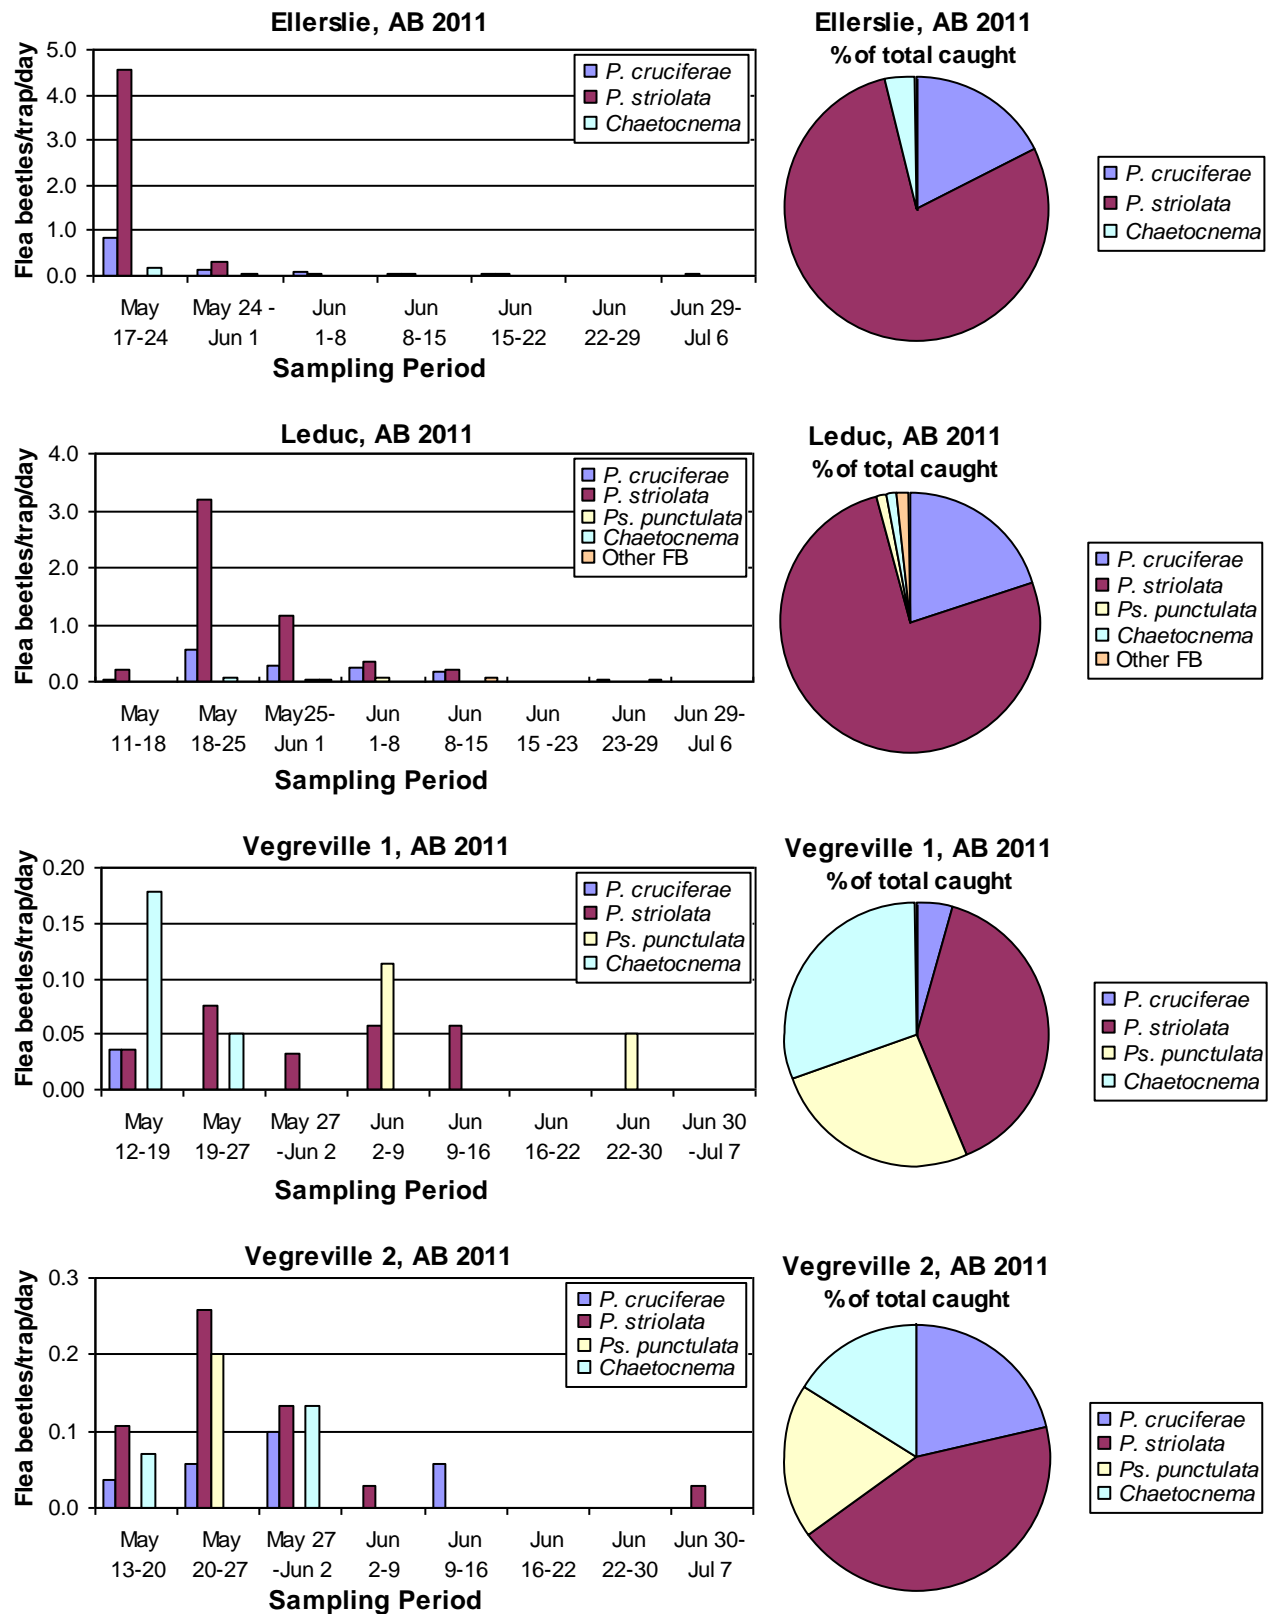 Ellerslie, AB 2011
Flea beetles/trap/day
5.0
4.0
3.0
2.0
1.0
0.0
P. cruciferae
P. striolata
Chaetocnema
May 17-24
May 24 - Jun 1
Jun 1-8
Jun 8-15
Jun 15-22
Jun 22-29
Jun 29- Jul 6
Sampling Period
Ellerslie, AB 2011
% of total caught
P. cruciferae
P. striolata
Chaetocnema
Leduc, AB 2011
Flea beetles/trap/day
4.0
3.0
2.0
1.0
0.0
P. cruciferae
P. striolata
Ps. punctulata
Chaetocnema
Other FB
May 11-18
May 18-25
May25- Jun 1
Jun 1-8
Jun 8-15
Jun 15 -23
Jun 23-29
Jun 29- Jul 6
Sampling Period
Leduc, AB 2011
% of total caught
P. cruciferae
P. striolata
Ps. punctulata
Chaetocnema
Other FB
Vegreville 1, AB 2011
Flea beetles/trap/day
0.20
0.15
0.10
0.05
0.00
P. cruciferae
P. striolata
Ps. punctulata
Chaetocnema
May 12-19
May 19-27
May 27 -Jun 2
Jun 2-9
Jun 9-16
Jun 16-22
Jun 22-30
Jun 30 -Jul 7
Sampling Period
Vegreville 1, AB 2011
% of total caught
P. cruciferae
P. striolata
Ps. punctulata
Chaetocnema
Vegreville 2, AB 2011
Flea beetles/trap/day
0.3
0.2
0.1
0.0
P. cruciferae
P. striolata
Ps. punctulata
Chaetocnema
May 13-20
May 20-27
May 27 -Jun 2
Jun 2-9
Jun 9-16
Jun 16-22
Jun 22-30
Jun 30- Jul 7
Sampling Period
Vegreville 2, AB 2011
% of total caught
P. cruciferae
P. striolata
Ps. punctulata
Chaetocnema